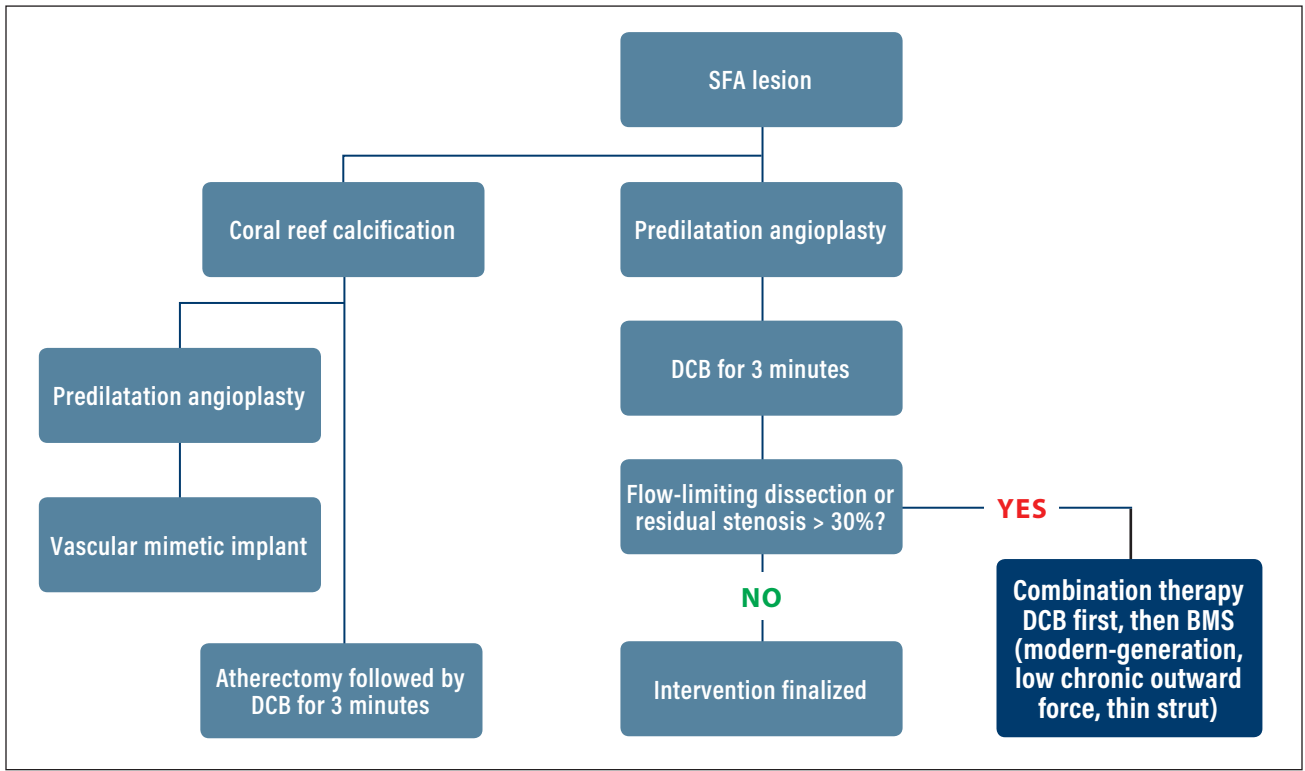 SFA lesion
Coral reef calcification
Predilatation angioplasty
Predilatation angioplasty
DCB for 3 minutes
Vascular mimetic implant
Flow-limiting dissection or
residual stenosis > 30%?
YES
NO
Combination therapy
DCB first, then BMS
(modern-generation,
low chronic outward
force, thin strut)
Atherectomy followed by
DCB for 3 minutes
Intervention finalized